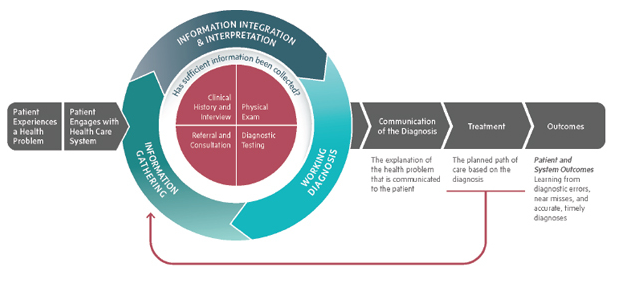 Patient
Experiences
a Health
Problem
Patient
Engages with
Health Care
System
INFORMATION INTEGRATION
& INTERPRETATION
Has sufficient information been collected?
Clinical
History and
Interview
Physical
Exam
Referral and
Consultation
Diagnostic
Testing
INFORMATION
GATHERING
WORKING
DIAGNOSIS
Communication
of the Diagnosis
The explanation of
the health problem
that is communicated
to the patient
Treatment
The planned path of
care based on the
diagnosis
Outcomes
Patient and
System Outcomes
Learning from
diagnostic errors,
near misses, and
accurate, timely
diagnoses